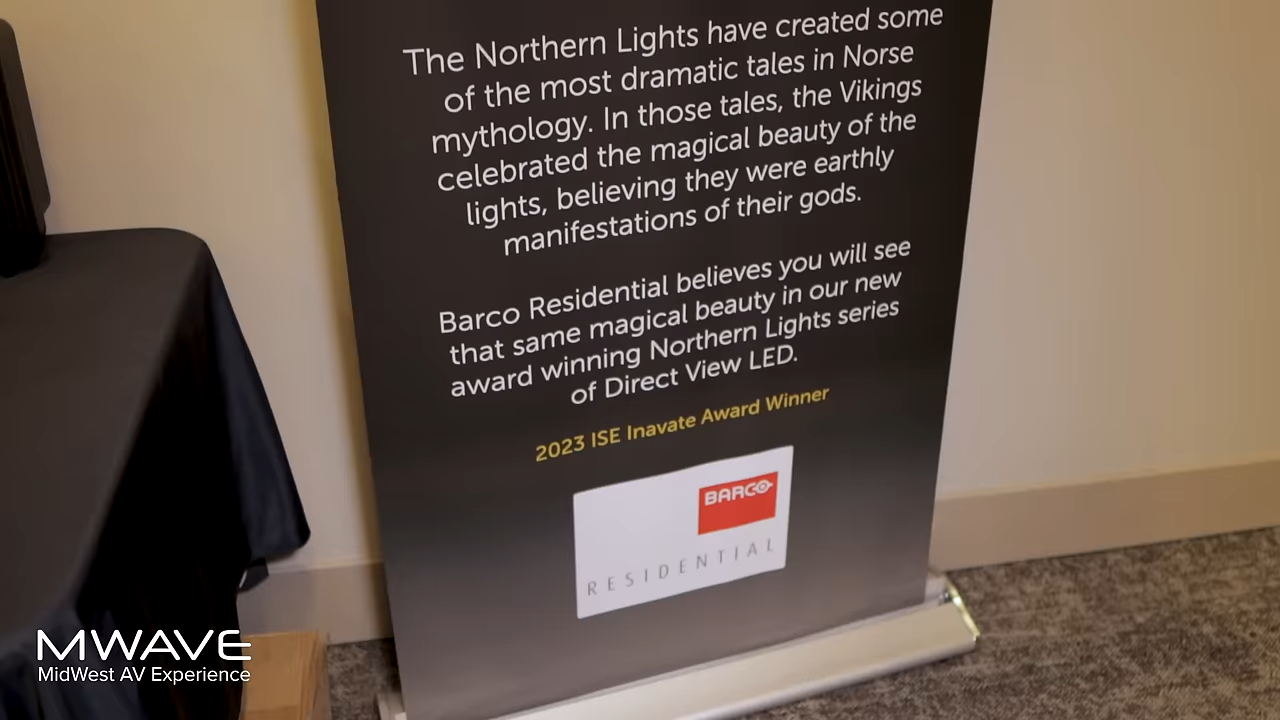 The Northern Lights have created some
of the most dramatic tales in Norse
mythology. In those tales, the Vikings
celebrated the magical beauty of the
lights, believing they were earthly
manifestations of their gods.
Barco Residential believes you will see
that same magical beauty in our new
award winning Northern Lights series
of Direct View LED.
2023 ISE Inavate Award Winner
BARCO
RESIDENTIAL
MWAVE
MidWest AV Experience